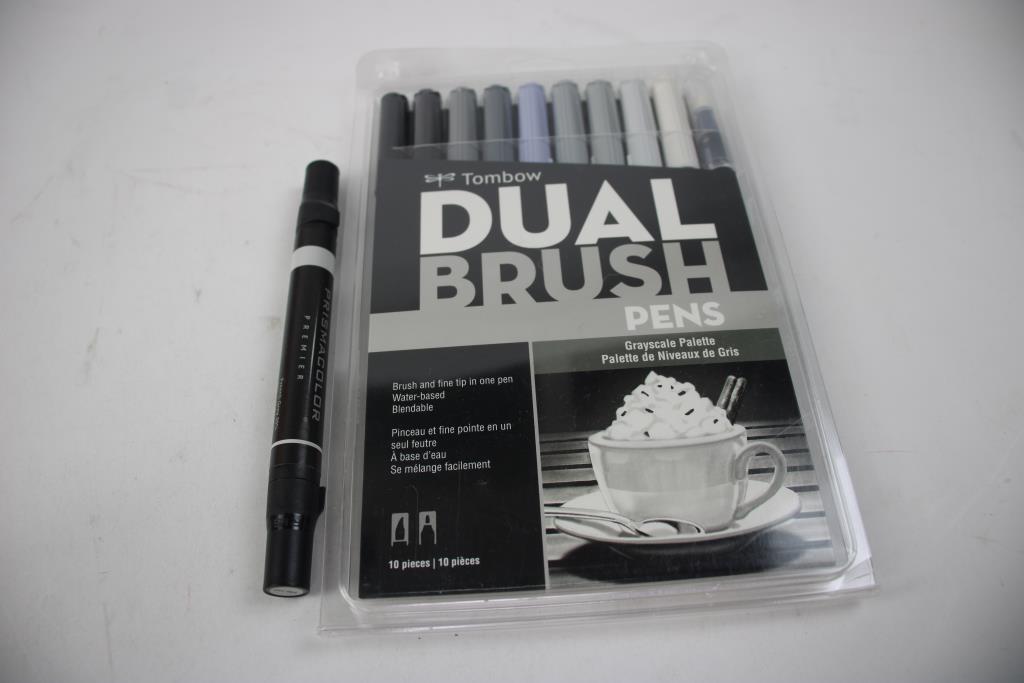 PRISMACOLOR
PREMIER
Tombow
DUAL
BRUSH
PENS
Grayscale Palette
Palette de Niveaux de Gris
Brush and fine tip in one pen
Water-based
Blendable
Pinceau et fine pointe en un
seul feutre
À base d'eau
Se mélange facilement
10 pieces | 10 pièces